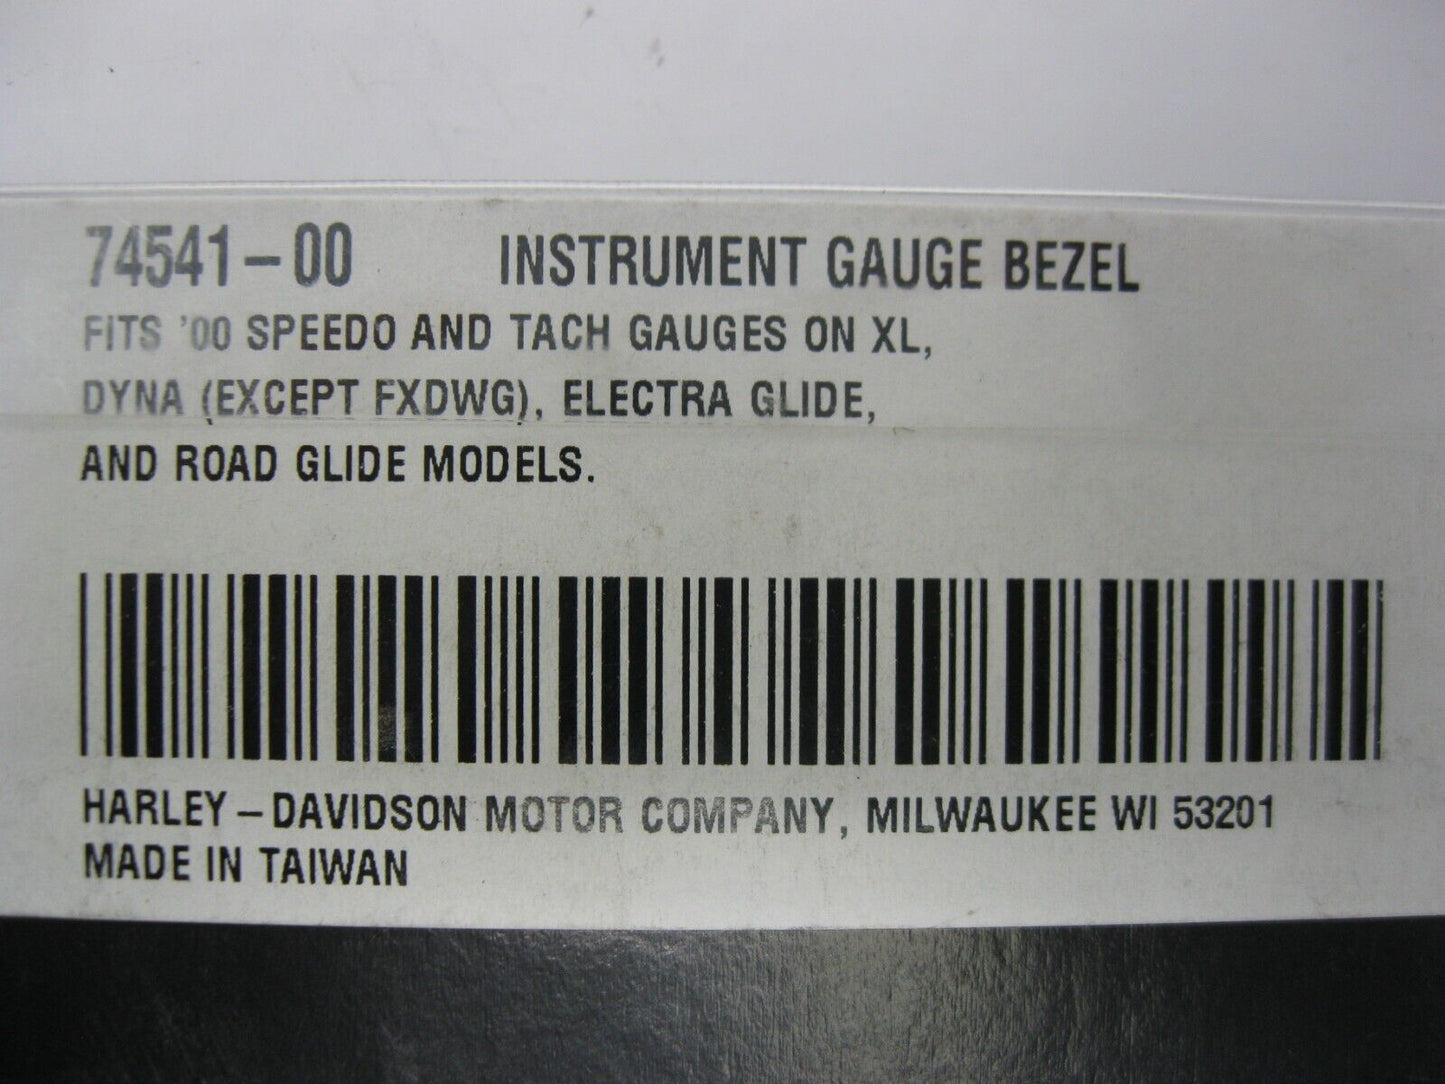 74541-00 INSTRUMENT GAUGE BEZEL
FITS '00 SPEEDO AND TACH GAUGES ON XL,
DYNA (EXCEPT FXDWG), ELECTRA GLIDE,
AND ROAD GLIDE MODELS.
HARLEY-DAVIDSON MOTOR COMPANY, MILWAUKEE WI 53201
MADE IN TAIWAN